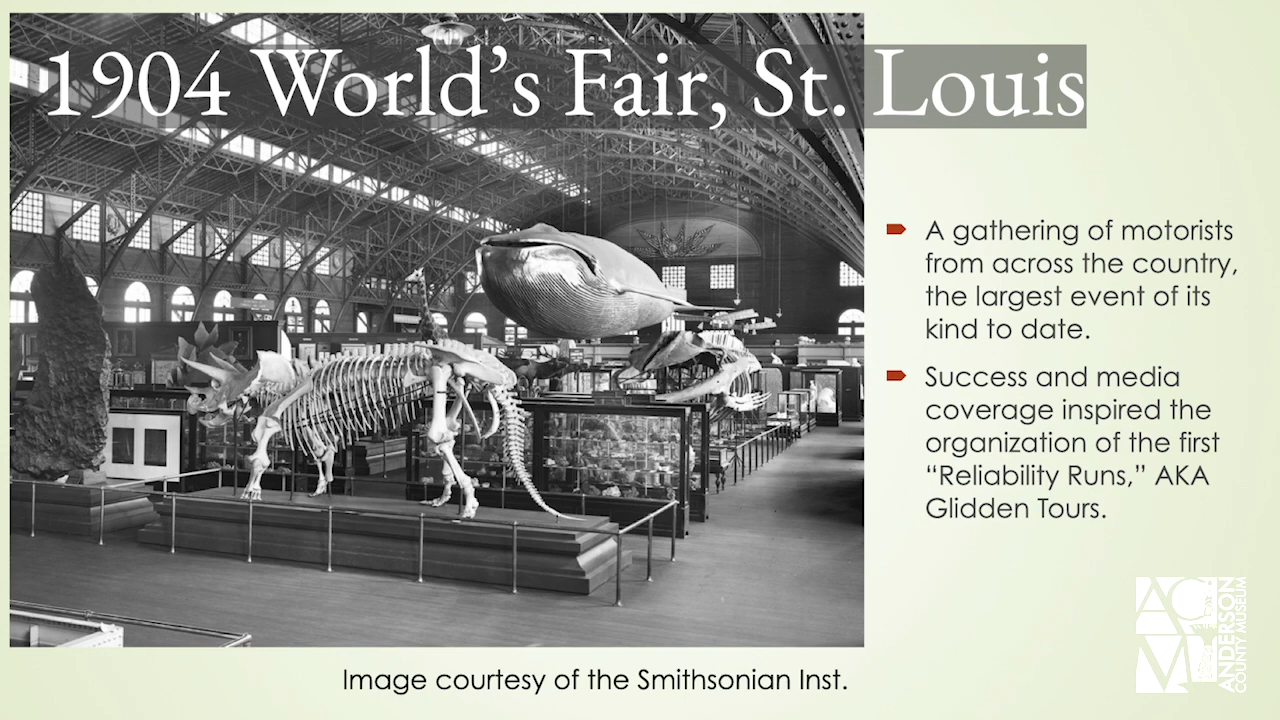 1904 World's Fair, St. Louis
A gathering of motorists
from across the country,
the largest event of its
kind to date.
Success and media
coverage inspired the
organization of the first
“Reliability Runs,” AKA
Glidden Tours.
Image courtesy of the Smithsonian Inst.
ACM
ANDERSON
COUNTY MUSEUM